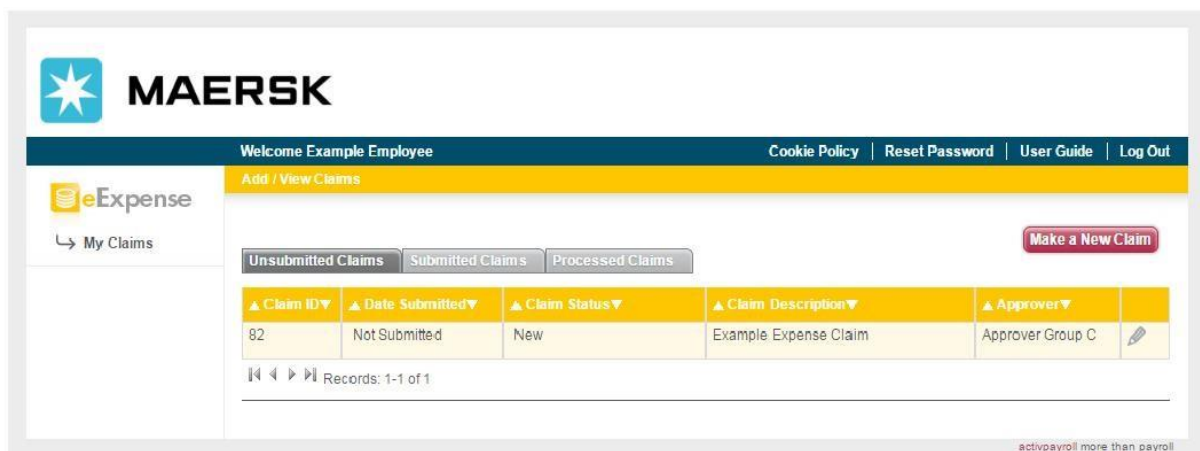 MAERSK
Welcome Example Employee Cookie Policy | Reset Password | User Guide | Log Out
Add / View Claims
eExpense
My Claims
Make a New Claim
Unsubmitted Claims Submitted Claims Processed Claims
▲ Claim ID▼ ▲ Date Submitted▼ ▲ Claim Status▼ ▲ Claim Description▼ ▲ Approver▼
82 Not Submitted New Example Expense Claim Approver Group C
Records: 1-1 of 1
activpayroll more than payroll